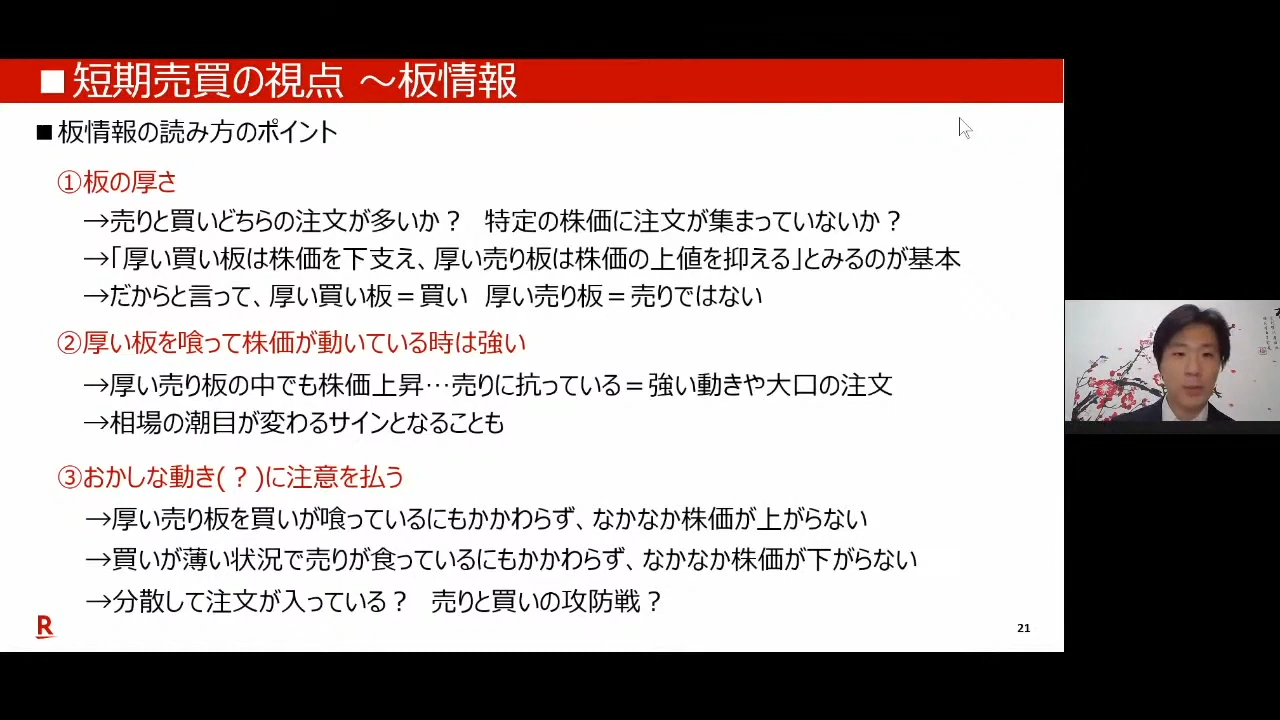 ■短期売買の視点 ～板情報
■板情報の読み方のポイント
①板の厚さ
→売りと買いどちらの注文が多いか？ 特定の株価に注文が集まっていないか？
→「厚い買い板は株価を下支え、厚い売り板は株価の上値を抑える」とみるのが基本
→だからと言って、厚い買い板＝買い 厚い売り板＝売りではない
②厚い板を喰って株価が動いている時は強い
→厚い売り板の中でも株価上昇…売りに抗っている＝強い動きや大口の注文
→相場の潮目が変わるサインとなることも
③おかしな動き(？)に注意を払う
→厚い売り板を買いが喰っているにもかかわらず、なかなか株価が上がらない
→買いが薄い状況で売りが食っているにもかかわらず、なかなか株価が下がらない
→分散して注文が入っている？ 売りと買いの攻防戦？
R
21